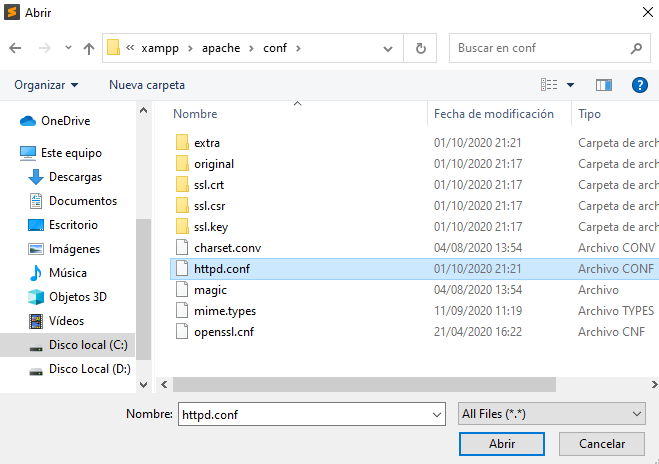 Abrir
« xampp › apache › conf ›
Buscar en conf
Organizar
Nueva carpeta
?
Nombre
Fecha de modificación
Tipo
OneDrive
Este equipo
Descargas
Documentos
Escritorio
Imágenes
Música
Objetos 3D
Vídeos
Disco local (C:)
Disco Local (D:)
extra 01/10/2020 21:21 Carpeta de arch
original 01/10/2020 21:17 Carpeta de arch
ssl.crt 01/10/2020 21:17 Carpeta de arch
ssl.csr 01/10/2020 21:17 Carpeta de arch
ssl.key 01/10/2020 21:17 Carpeta de arch
charset.conv 04/08/2020 13:54 Archivo CONV
httpd.conf 01/10/2020 21:21 Archivo CONF
magic 04/08/2020 13:54 Archivo
mime.types 11/09/2020 11:19 Archivo TYPES
openssl.cnf 21/04/2020 16:22 Archivo CNF
Nombre: httpd.conf
All Files (*.*)
Abrir
Cancelar